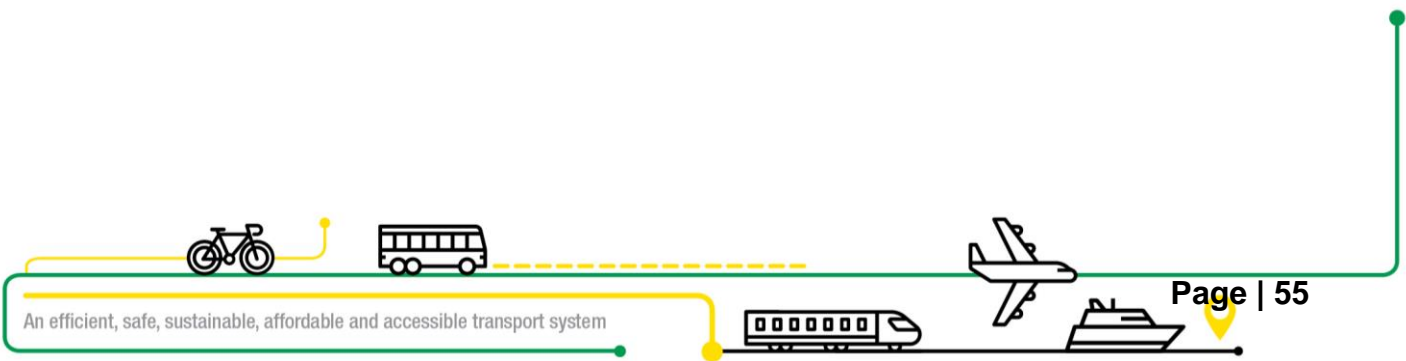 Page | 55
An efficient, safe, sustainable, affordable and accessible transport system